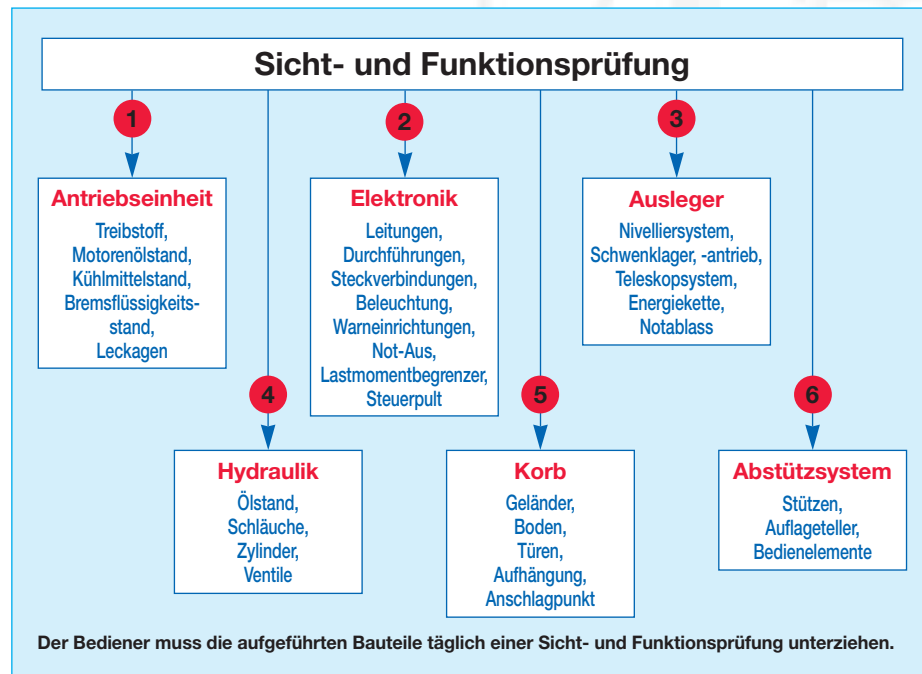 Sicht- und Funktionsprüfung
1
Antriebseinheit
Treibstoff,
Motorenölstand,
Kühlmittelstand,
Bremsflüssigkeits-
stand,
Leckagen
2
Elektronik
Leitungen,
Durchführungen,
Steckverbindungen,
Beleuchtung,
Warneinrichtungen,
Not-Aus,
Lastmomentbegrenzer,
Steuerpult
3
Ausleger
Nivelliersystem,
Schwenklager, -antrieb,
Teleskopsystem,
Energiekette,
Notablass
4
Hydraulik
Ölstand,
Schläuche,
Zylinder,
Ventile
5
Korb
Geländer,
Boden,
Türen,
Aufhängung,
Anschlagpunkt
6
Abstützsystem
Stützen,
Auflageteller,
Bedienelemente
Der Bediener muss die aufgeführten Bauteile täglich einer Sicht- und Funktionsprüfung unterziehen.